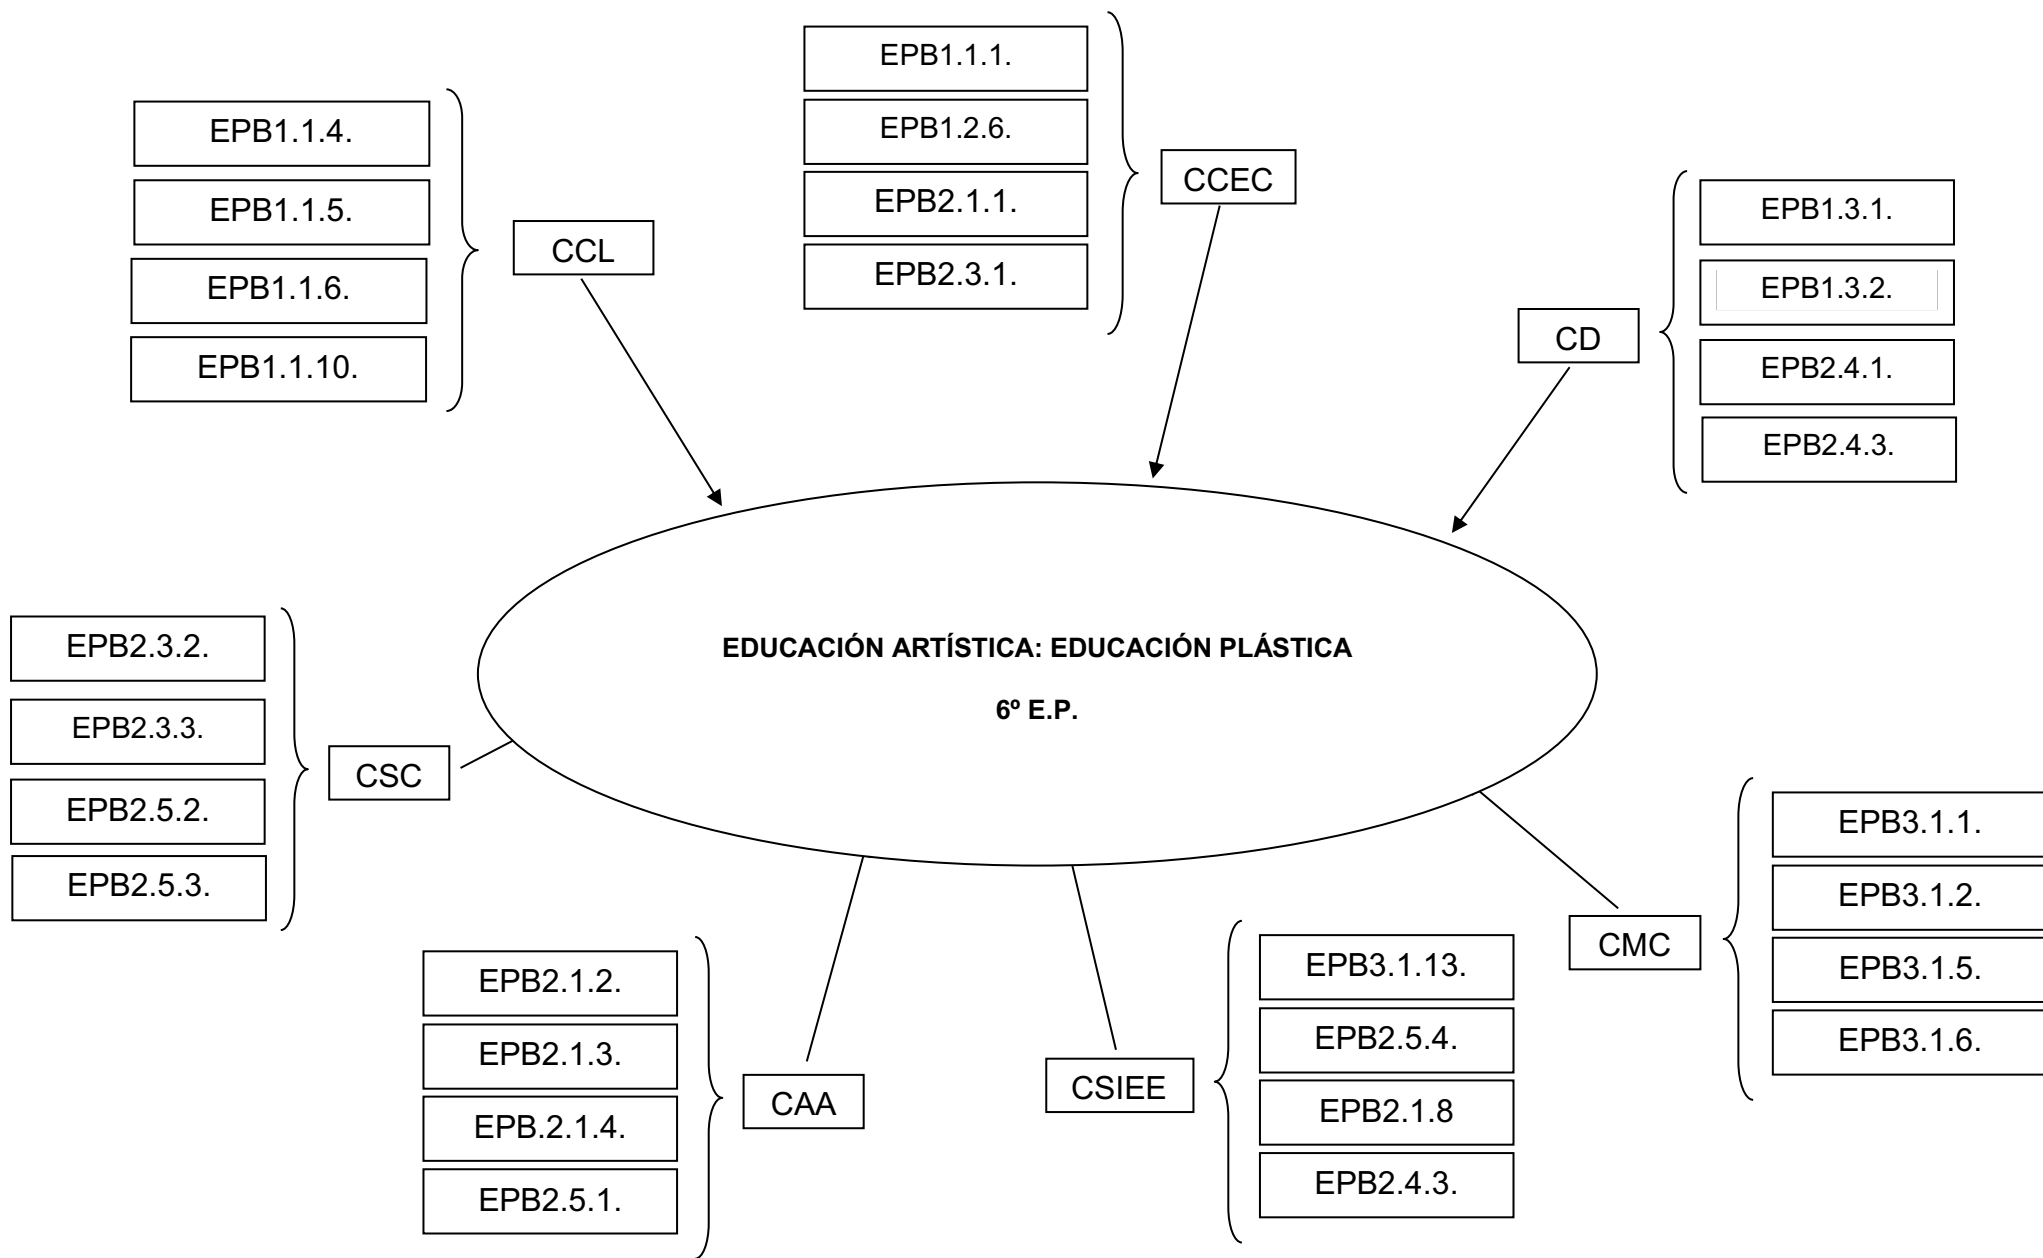 EPB1.1.4.
EPB1.1.5.
EPB1.1.6.
EPB1.1.10.
CCL
EPB1.1.1.
EPB1.2.6.
EPB2.1.1.
EPB2.3.1.
CCEC
CD
EPB1.3.1.
EPB1.3.2.
EPB2.4.1.
EPB2.4.3.
EDUCACIÓN ARTÍSTICA: EDUCACIÓN PLÁSTICA
6º E.P.
EPB2.3.2.
EPB2.3.3.
EPB2.5.2.
EPB2.5.3.
CSC
EPB2.1.2.
EPB2.1.3.
EPB.2.1.4.
EPB2.5.1.
CAA
CSIEE
EPB3.1.13.
EPB2.5.4.
EPB2.1.8
EPB2.4.3.
CMC
EPB3.1.1.
EPB3.1.2.
EPB3.1.5.
EPB3.1.6.